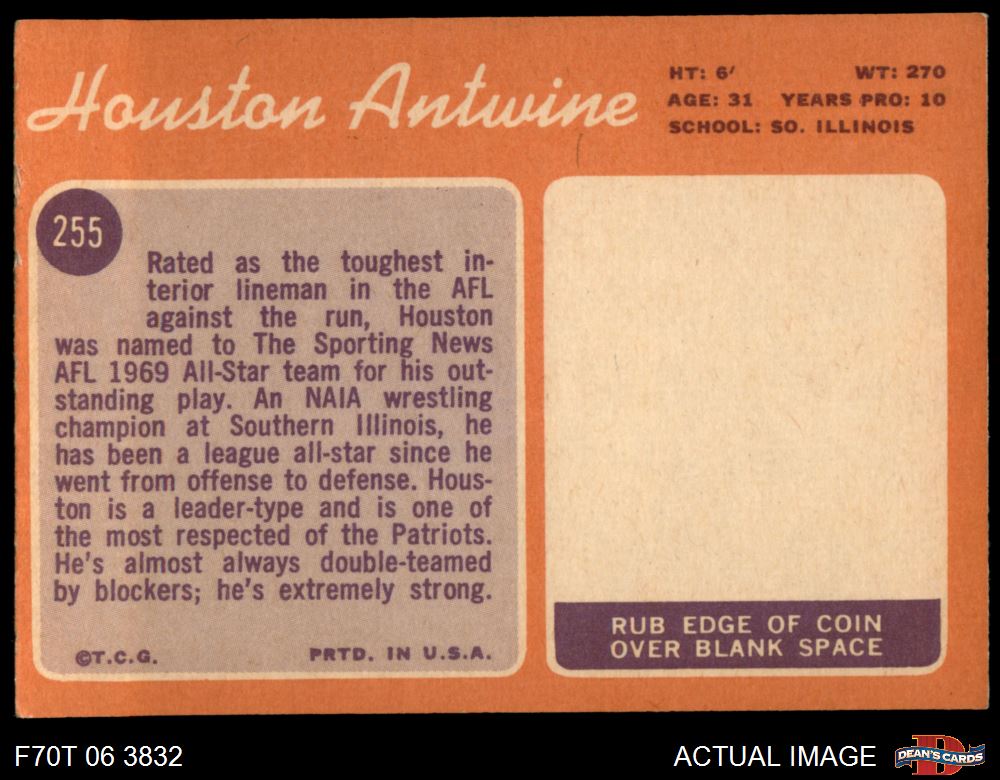 Houston Antwine
HT: 6' WT: 270
AGE: 31 YEARS PRO: 10
SCHOOL: SO. ILLINOIS
255
Rated as the toughest in-
terior lineman in the AFL
against the run, Houston
was named to The Sporting News
AFL 1969 All-Star team for his out-
standing play. An NAIA wrestling
champion at Southern Illinois, he
has been a league all-star since he
went from offense to defense. Hous-
ton is a leader-type and is one of
the most respected of the Patriots.
He's almost always double-teamed
by blockers; he's extremely strong.
©T.C.G. PRTD. IN U.S.A.
RUB EDGE OF COIN
OVER BLANK SPACE
F70T 06 3832
ACTUAL IMAGE
D
DEAN'S CARDS